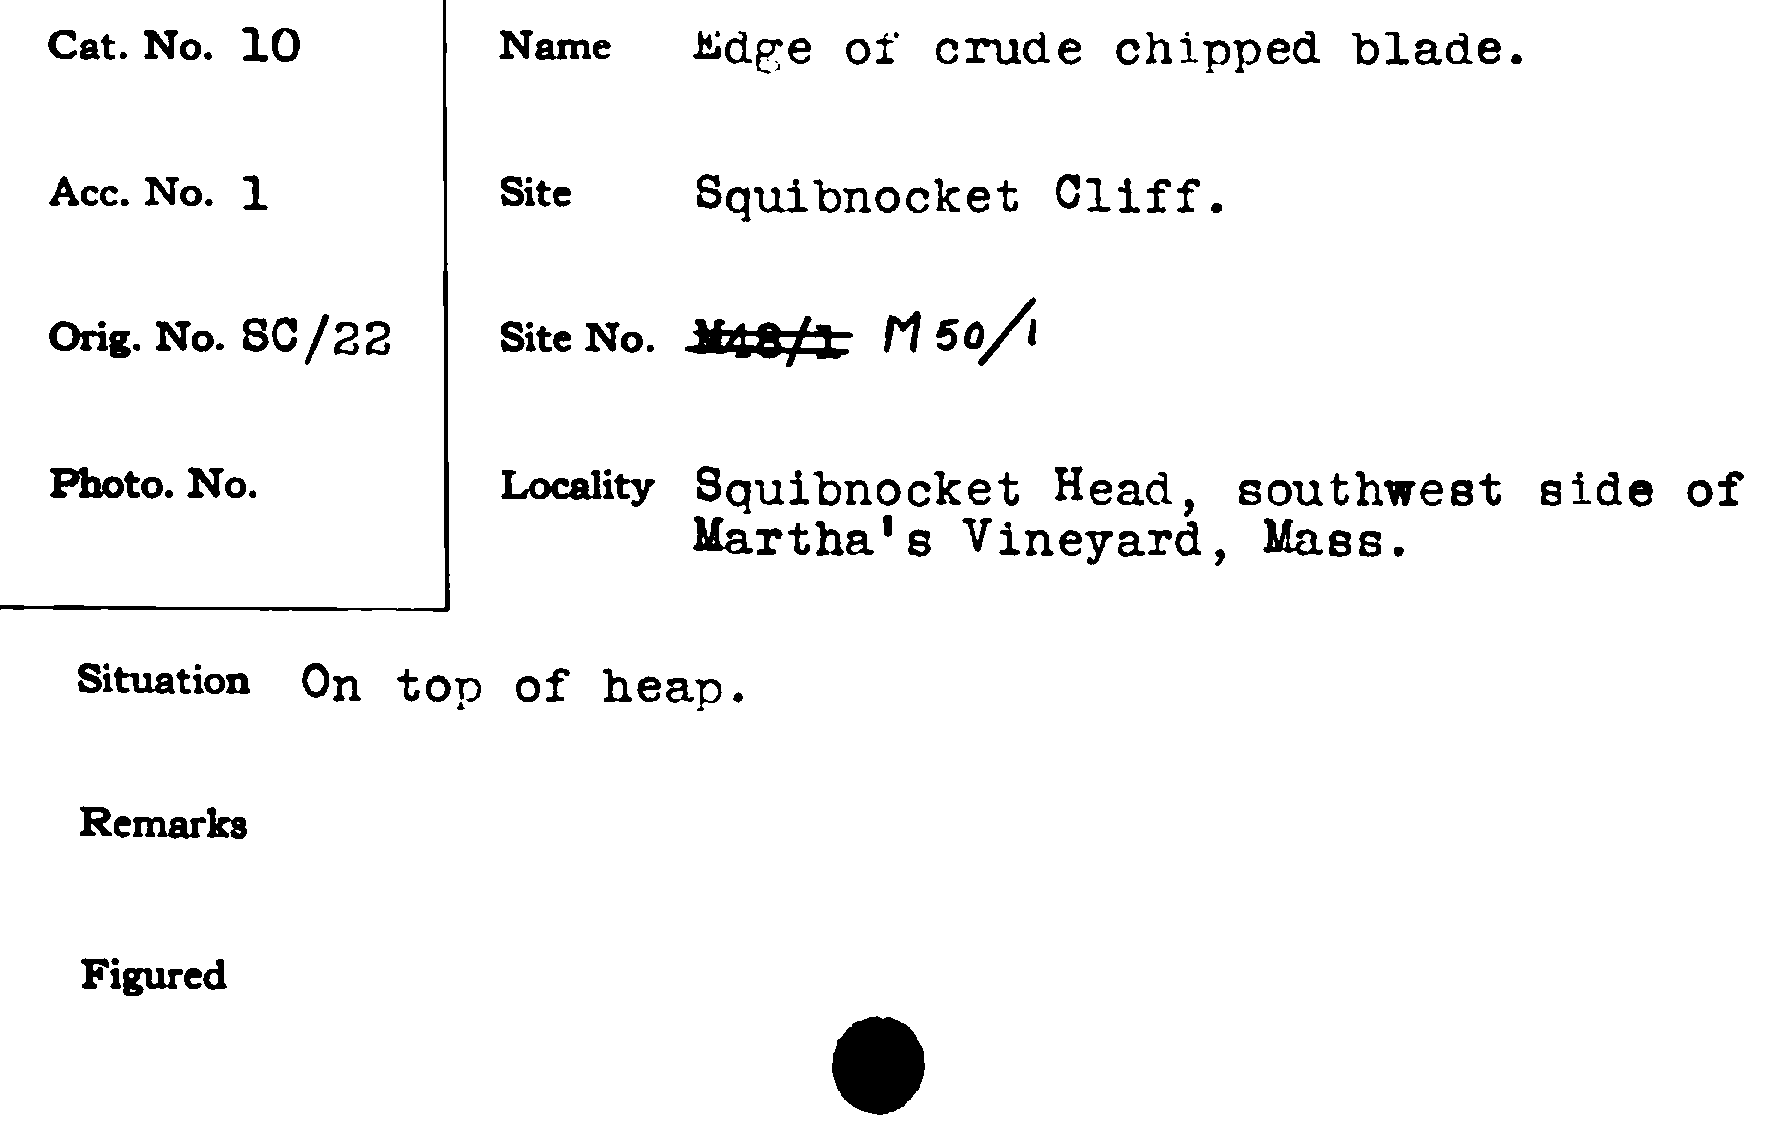 Cat. No. 10
Acc. No. 1
Orig. No. SC/22
Photo. No.
Name Edge of crude chipped blade.
Site Squibnocket Cliff.
Site No. M48/1 M50/1
Locality Squibnocket Head, southwest side of
Martha's Vineyard, Mass.
Situation On top of heap.
Remarks
Figured